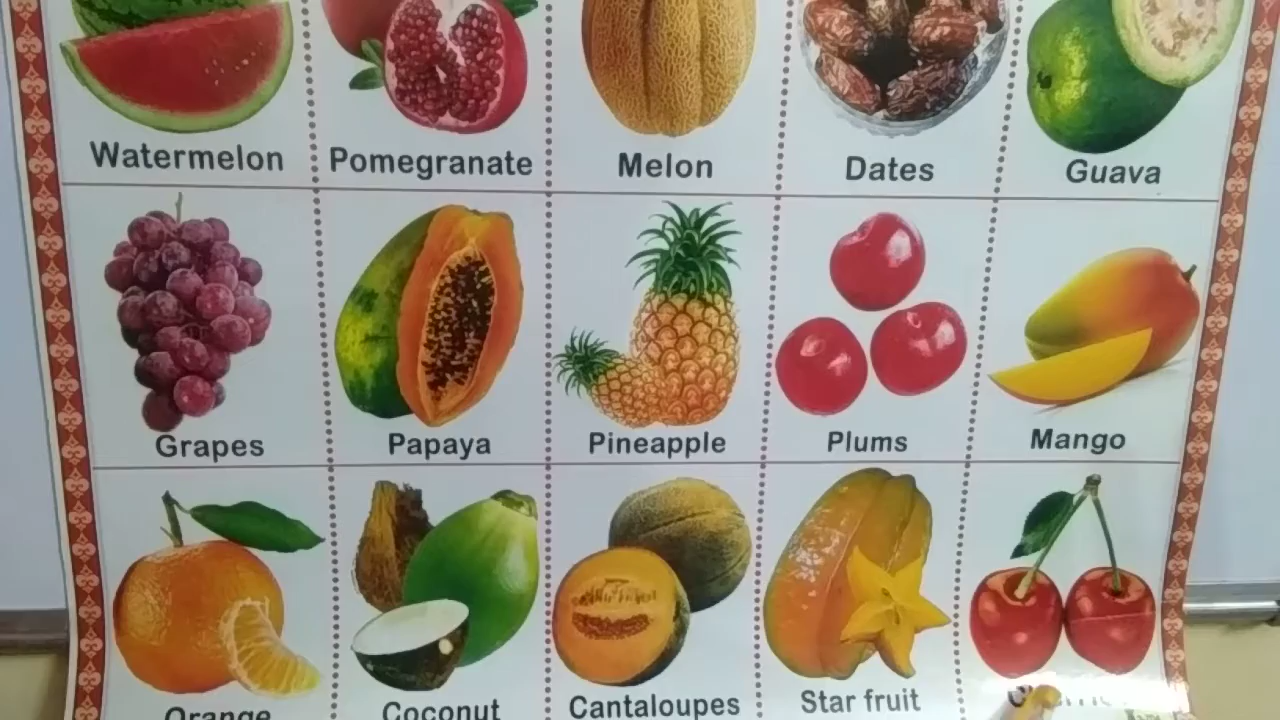 Watermelon Pomegranate Melon Dates Guava
Grapes Papaya Pineapple Plums Mango
Orange Coconut Cantaloupes Star fruit